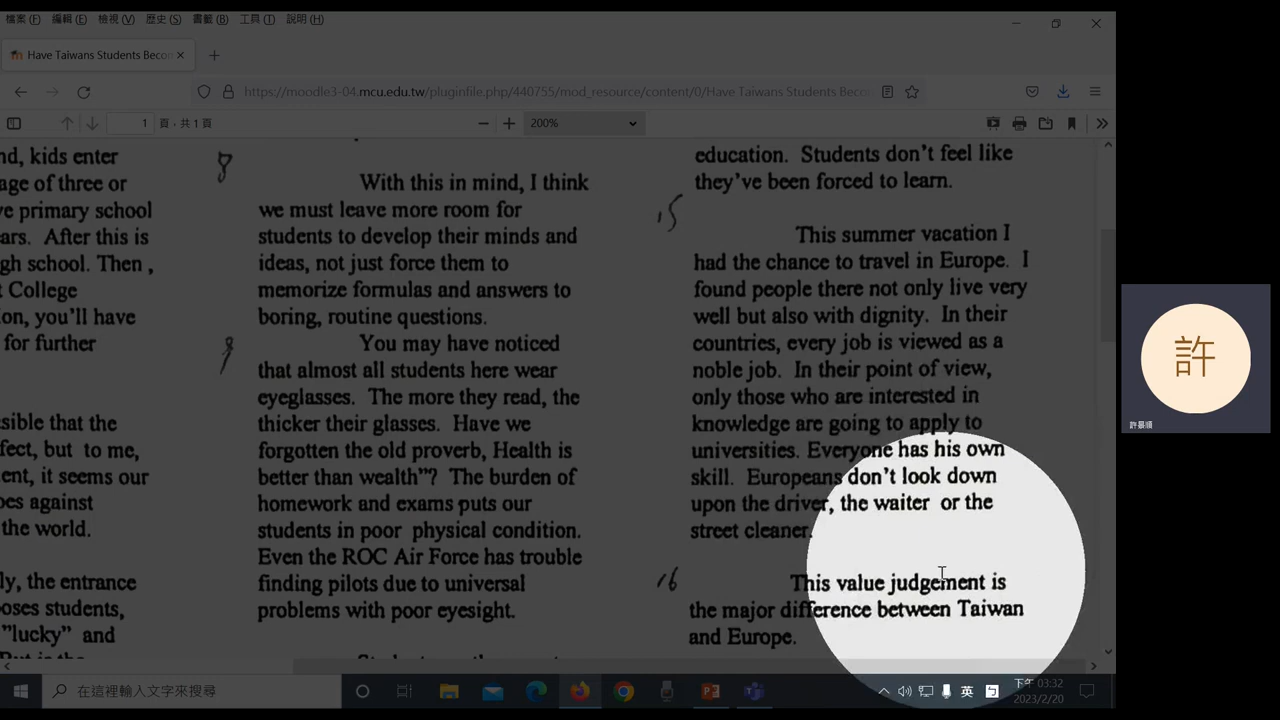 檔案(F) 編輯(E) 檢視(V) 歷史(S) 書籤(B) 工具(T) 說明(H)
Have Taiwans Students Becon
https://moodle3-04.mcu.edu.tw/pluginfile.php/440755/mod_resource/content/0/Have Taiwans Students Beco
1 頁，共 1 頁
200%
nd, kids enter
age of three or
ve primary school
ars. After this is
gh school. Then ,
t College
ion, you'll have
for further
sible that the
fect, but to me,
ent, it seems our
oes against
the world.
ly, the entrance
oses students,
"lucky" and
8
With this in mind, I think
we must leave more room for
students to develop their minds and
ideas, not just force them to
memorize formulas and answers to
boring, routine questions.
9
You may have noticed
that almost all students here wear
eyeglasses. The more they read, the
thicker their glasses. Have we
forgotten the old proverb, Health is
better than wealth"? The burden of
homework and exams puts our
students in poor physical condition.
Even the ROC Air Force has trouble
finding pilots due to universal
problems with poor eyesight.
education. Students don't feel like
they've been forced to learn.
15
This summer vacation I
had the chance to travel in Europe. I
found people there not only live very
well but also with dignity. In their
countries, every job is viewed as a
noble job. In their point of view,
only those who are interested in
knowledge are going to apply to
universities. Everyone has his own
skill. Europeans don't look down
upon the driver, the waiter or the
street cleaner.
16
This value judgement is
the major difference between Taiwan
and Europe.
許
許景順
在這裡輸入文字來搜尋
英
下午 03:32
2023/2/20